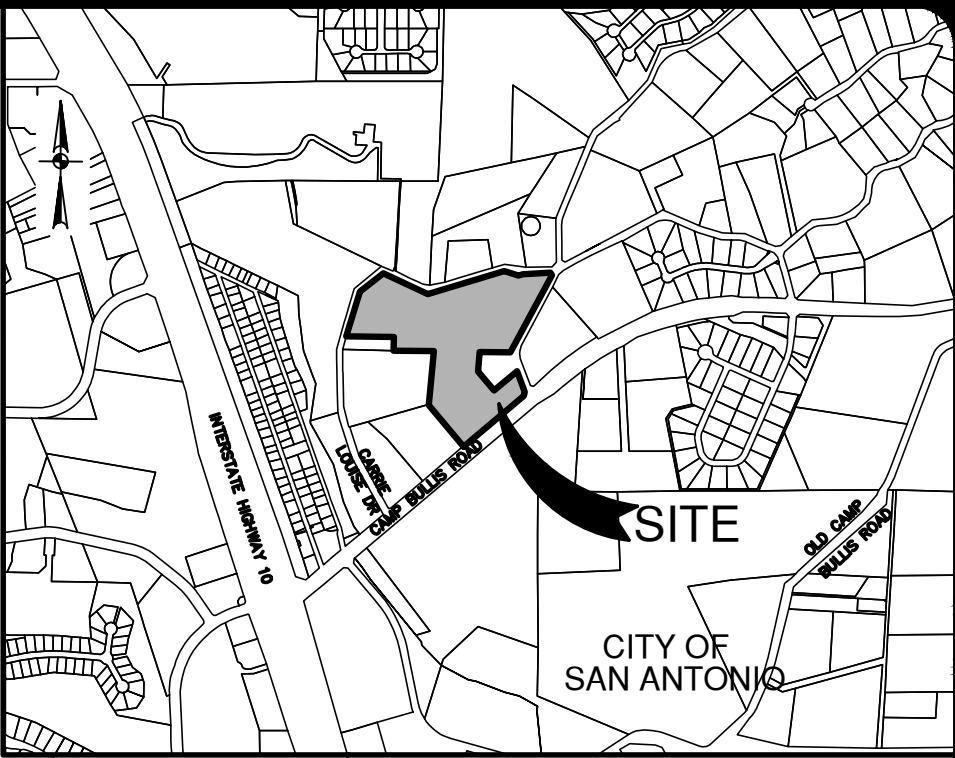 INTERSTATE HIGHWAY 10
CARRIE
LOUISE DR
CAMP BULLIS ROAD
SITE
OLD CAMP
BULLIS ROAD
CITY OF
SAN ANTONIO